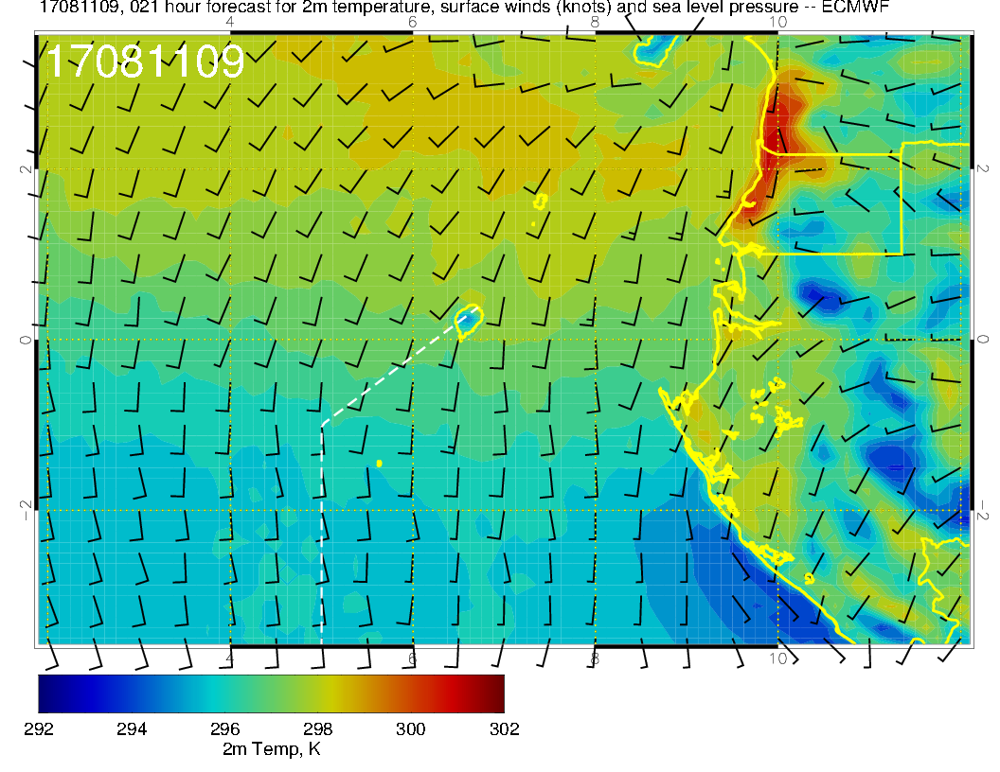 17081109, 021 hour forecast for 2m temperature, surface winds (knots) and sea level pressure -- ECMWF
4 6 8 10
17081109
2 2
0 0
−2 −2
4 6 8 10
292 294 296 298 300 302
2m Temp, K